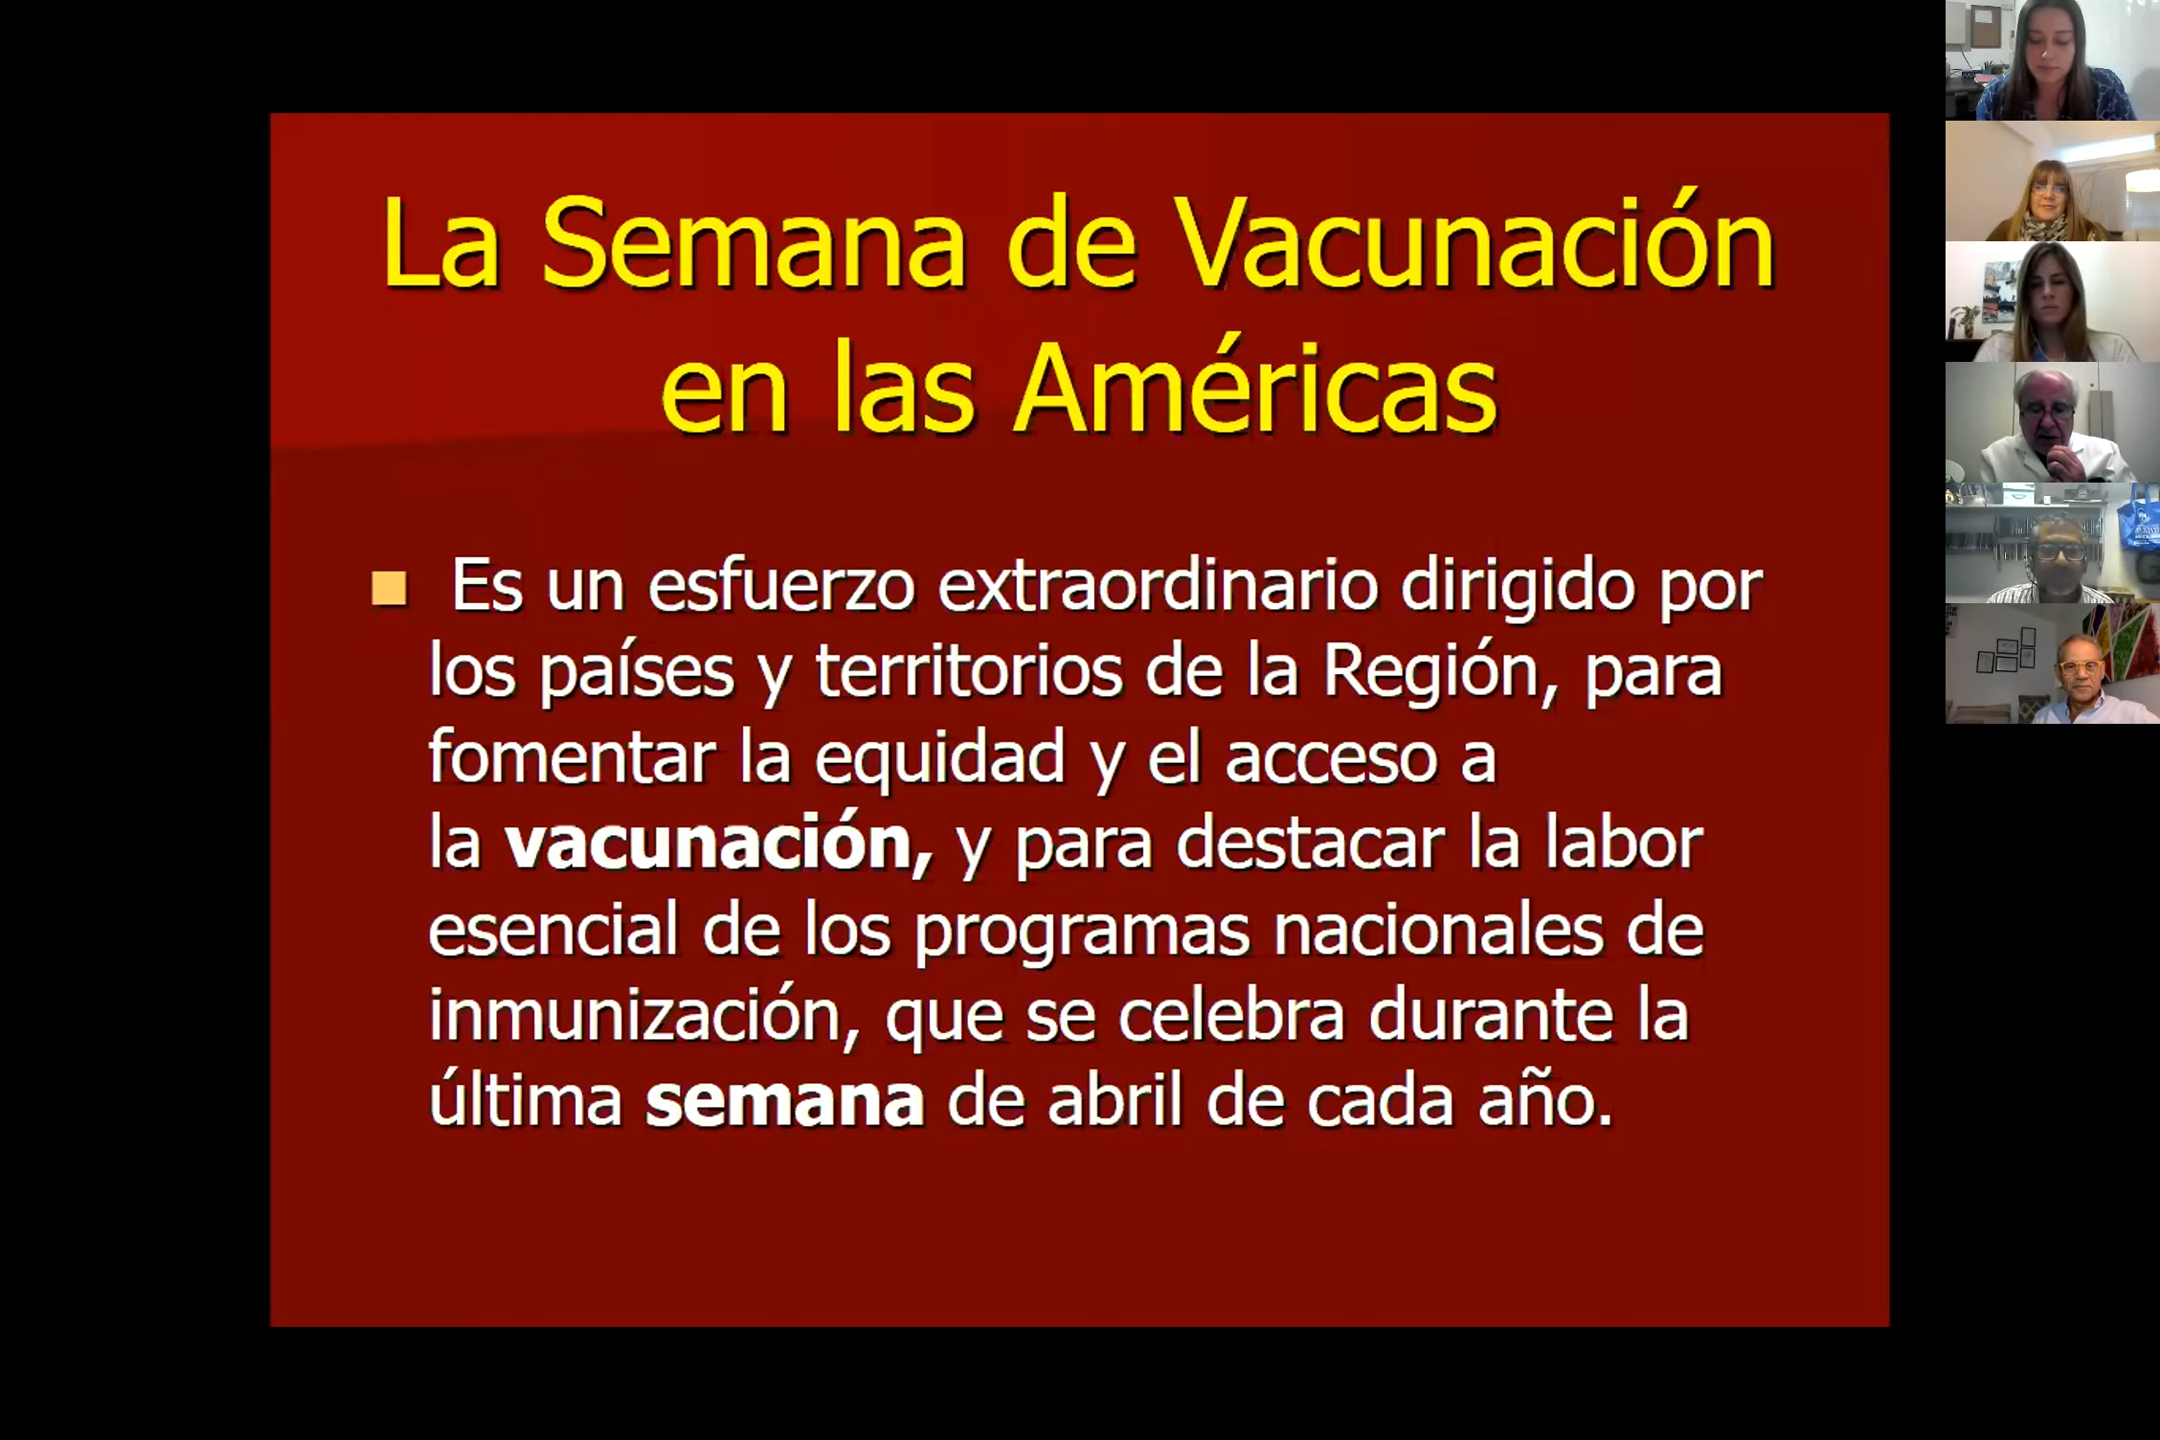 La Semana de Vacunación
en las Américas
Es un esfuerzo extraordinario dirigido por
los países y territorios de la Región, para
fomentar la equidad y el acceso a
la vacunación, y para destacar la labor
esencial de los programas nacionales de
inmunización, que se celebra durante la
última semana de abril de cada año.